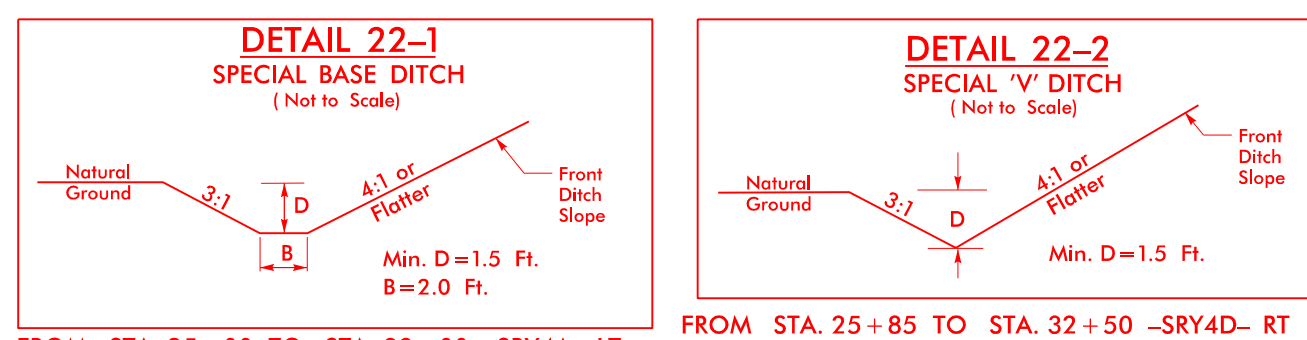 DETAIL 22–1
SPECIAL BASE DITCH
( Not to Scale)
Natural
Ground
3:1
D
B
4:1 or
Flatter
Front
Ditch
Slope
Min. D=1.5 Ft.
B=2.0 Ft.
DETAIL 22–2
SPECIAL 'V' DITCH
( Not to Scale)
Natural
Ground
3:1
D
4:1 or
Flatter
Front
Ditch
Slope
Min. D=1.5 Ft.
FROM STA. 25+85 TO STA. 32+50 –SRY4D– RT